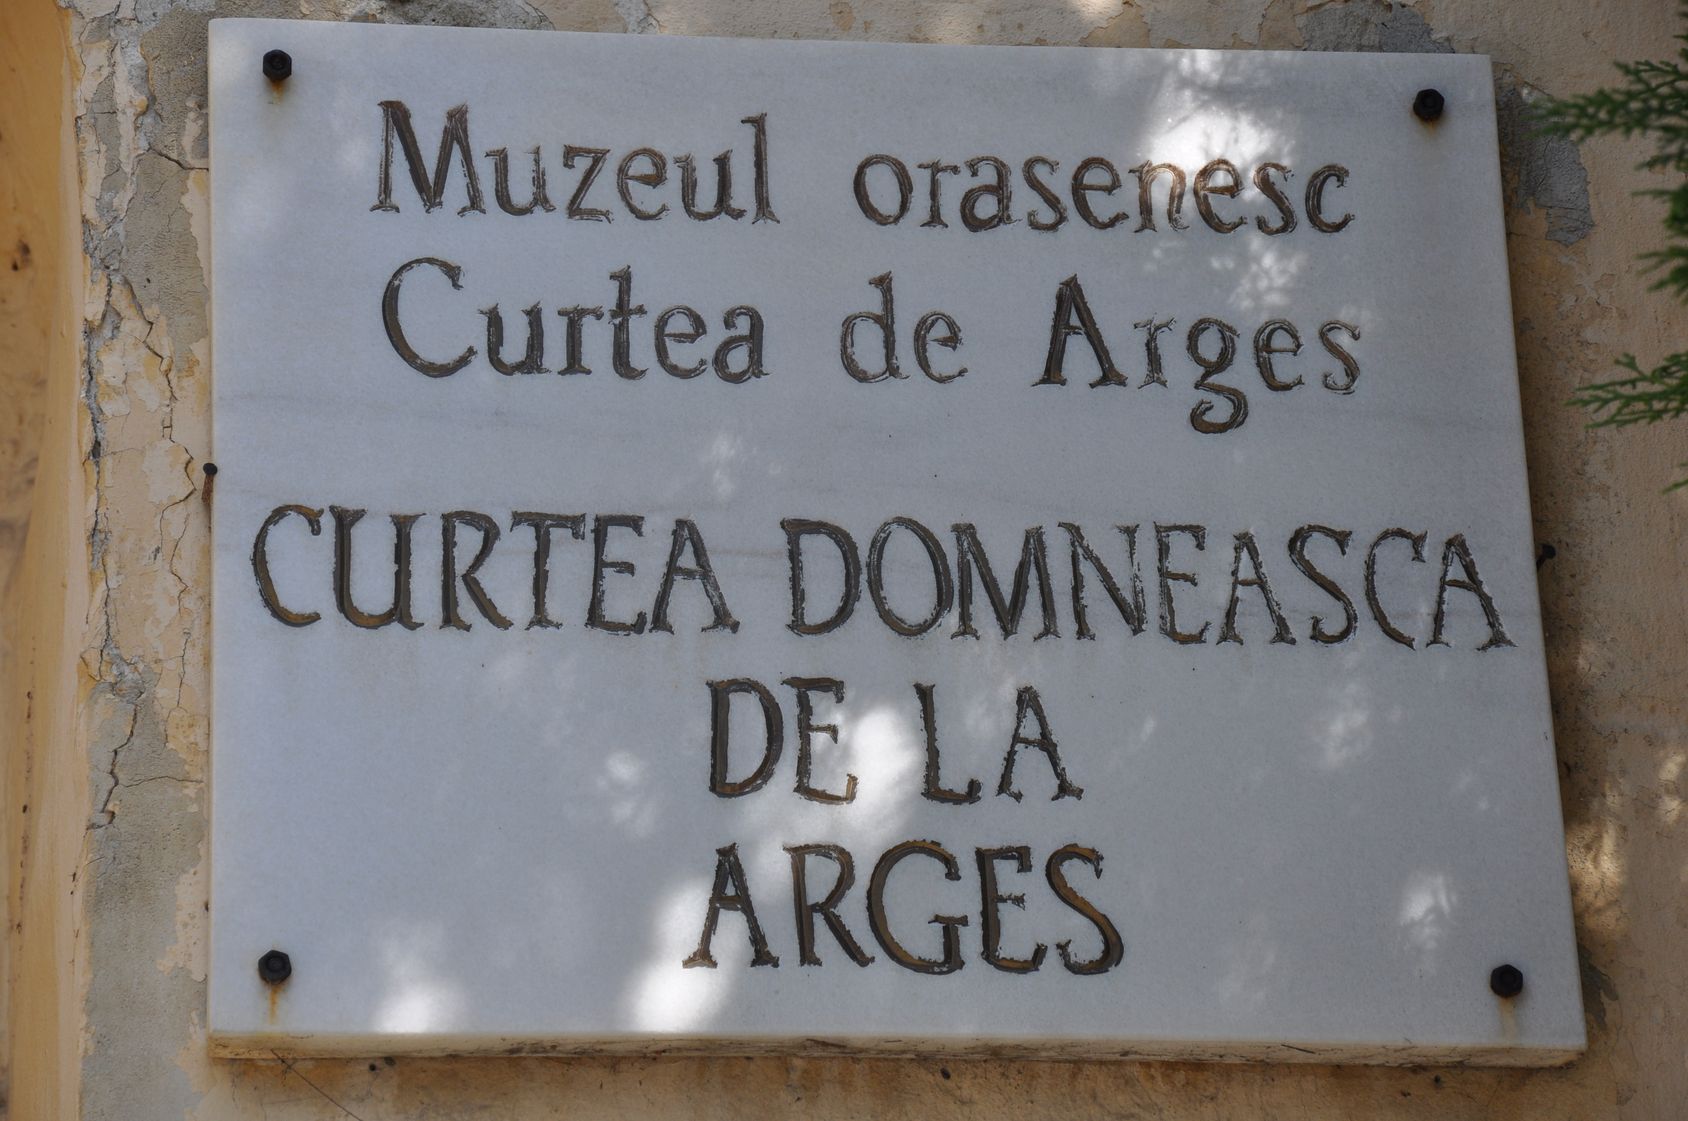 Muzeul orasenesc
Curtea de Arges
CURTEA DOMNEASCA
DE LA
ARGES